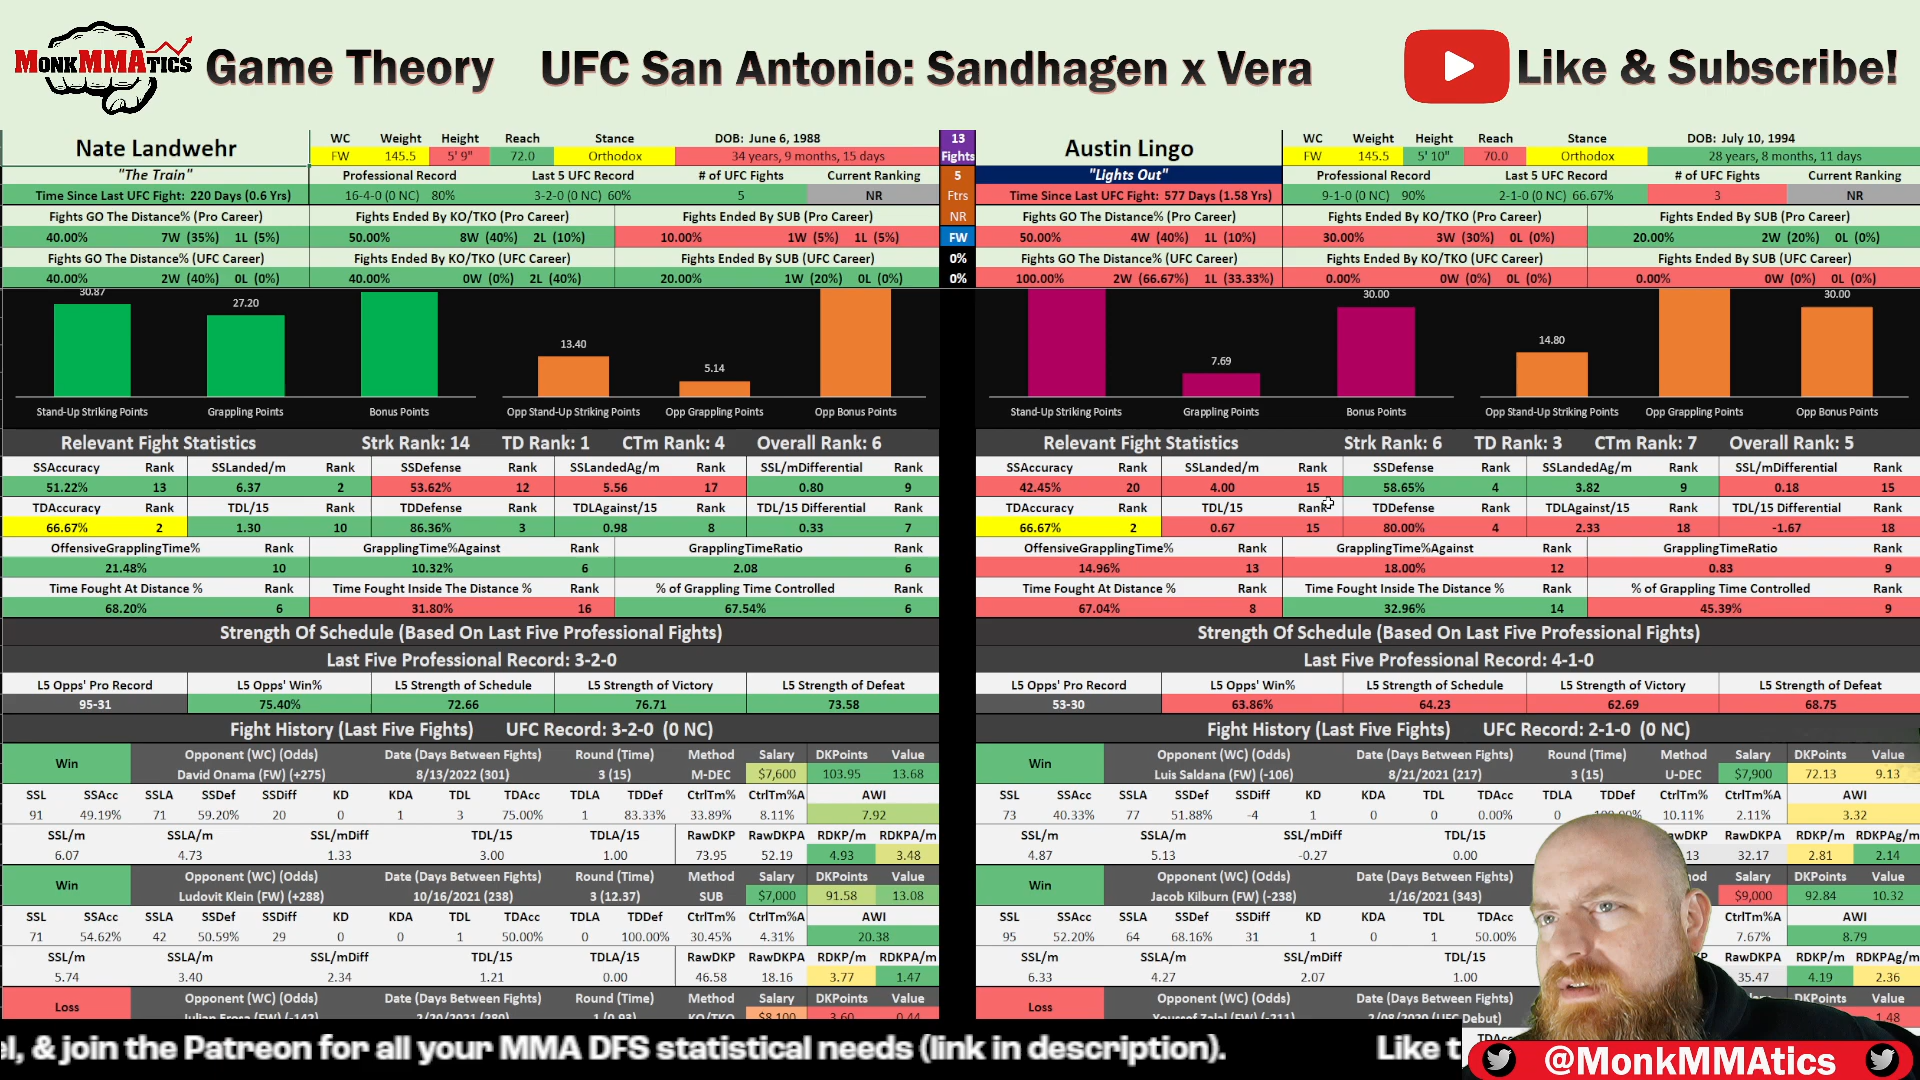 MonkMMAtics Game Theory UFC San Antonio: Sandhagen x Vera Like & Subscribe!
Nate Landwehr
WC Weight Height Reach Stance DOB: June 6, 1988
FW 145.5 5' 9" 72.0 Orthodox 34 years, 9 months, 15 days
"The Train" Professional Record Last 5 UFC Record # of UFC Fights Current Ranking
Time Since Last UFC Fight: 220 Days (0.6 Yrs) 16-4-0 (0 NC) 80% 3-2-0 (0 NC) 60% 5 NR
Fights GO The Distance% (Pro Career) Fights Ended By KO/TKO (Pro Career) Fights Ended By SUB (Pro Career)
40.00% 7W (35%) 1L (5%) 50.00% 8W (40%) 2L (10%) 10.00% 1W (5%) 1L (5%)
Fights GO The Distance% (UFC Career) Fights Ended By KO/TKO (UFC Career) Fights Ended By SUB (UFC Career)
40.00% 2W (40%) 0L (0%) 40.00% 0W (0%) 2L (40%) 20.00% 1W (20%) 0L (0%)
30.87 27.20 13.40 5.14
Stand-Up Striking Points Grappling Points Bonus Points Opp Stand-Up Striking Points Opp Grappling Points Opp Bonus Points
Relevant Fight Statistics Strk Rank: 14 TD Rank: 1 CTm Rank: 4 Overall Rank: 6
SSAccuracy Rank SSLanded/m Rank SSDefense Rank SSLandedAg/m Rank SSL/mDifferential Rank
51.22% 13 6.37 2 53.62% 12 5.56 17 0.80 9
TDAccuracy Rank TDL/15 Rank TDDefense Rank TDLAgainst/15 Rank TDL/15 Differential Rank
66.67% 2 1.30 10 86.36% 3 0.98 8 0.33 7
OffensiveGrapplingTime% Rank GrapplingTime%Against Rank GrapplingTimeRatio Rank
21.48% 10 10.32% 6 2.08 6
Time Fought At Distance % Rank Time Fought Inside The Distance % Rank % of Grappling Time Controlled Rank
68.20% 6 31.80% 16 67.54% 6
Strength Of Schedule (Based On Last Five Professional Fights)
Last Five Professional Record: 3-2-0
L5 Opps' Pro Record L5 Opps' Win% L5 Strength of Schedule L5 Strength of Victory L5 Strength of Defeat
95-31 75.40% 72.66 76.71 73.58
Fight History (Last Five Fights) UFC Record: 3-2-0 (0 NC)
Win Opponent (WC) (Odds) Date (Days Between Fights) Round (Time) Method Salary DKPoints Value
David Onama (FW) (+275) 8/13/2022 (301) 3 (15) M-DEC $7,600 103.95 13.68
SSL SSAcc SSLA SSDef SSDiff KD KDA TDL TDAcc TDLA TDDef CtrlTm% CtrlTm%A AWI
91 49.19% 71 59.20% 20 0 1 3 75.00% 1 83.33% 33.89% 8.11% 7.92
SSL/m SSLA/m SSL/mDiff TDL/15 TDLA/15 RawDKP RawDKPA RDKP/m RDKPA/m
6.07 4.73 1.33 3.00 1.00 73.95 52.19 4.93 3.48
Win Opponent (WC) (Odds) Date (Days Between Fights) Round (Time) Method Salary DKPoints Value
Ludovit Klein (FW) (+288) 10/16/2021 (238) 3 (12.37) SUB $7,000 91.58 13.08
SSL SSAcc SSLA SSDef SSDiff KD KDA TDL TDAcc TDLA TDDef CtrlTm% CtrlTm%A AWI
71 54.62% 42 50.59% 29 0 0 1 50.00% 0 100.00% 30.45% 4.31% 20.38
SSL/m SSLA/m SSL/mDiff TDL/15 TDLA/15 RawDKP RawDKPA RDKP/m RDKPA/m
5.74 3.40 2.34 1.21 0.00 46.58 18.16 3.77 1.47
Loss Opponent (WC) (Odds) Date (Days Between Fights) Round (Time) Method Salary DKPoints Value
Julian Erosa (FW) (-142) 2/20/2021 (280) 1 (0.93) KO/TKO $8,100 3.60 0.44
13
Fights
5
Ftrs
NR
FW
0%
0%
Austin Lingo
WC Weight Height Reach Stance DOB: July 10, 1994
FW 145.5 5' 10" 70.0 Orthodox 28 years, 8 months, 11 days
"Lights Out" Professional Record Last 5 UFC Record # of UFC Fights Current Ranking
Time Since Last UFC Fight: 577 Days (1.58 Yrs) 9-1-0 (0 NC) 90% 2-1-0 (0 NC) 66.67% 3 NR
Fights GO The Distance% (Pro Career) Fights Ended By KO/TKO (Pro Career) Fights Ended By SUB (Pro Career)
50.00% 4W (40%) 1L (10%) 30.00% 3W (30%) 0L (0%) 20.00% 2W (20%) 0L (0%)
Fights GO The Distance% (UFC Career) Fights Ended By KO/TKO (UFC Career) Fights Ended By SUB (UFC Career)
100.00% 2W (66.67%) 1L (33.33%) 0.00% 0W (0%) 0L (0%) 0.00% 0W (0%) 0L (0%)
7.69 30.00 14.80 30.00
Stand-Up Striking Points Grappling Points Bonus Points Opp Stand-Up Striking Points Opp Grappling Points Opp Bonus Points
Relevant Fight Statistics Strk Rank: 6 TD Rank: 3 CTm Rank: 7 Overall Rank: 5
SSAccuracy Rank SSLanded/m Rank SSDefense Rank SSLandedAg/m Rank SSL/mDifferential Rank
42.45% 20 4.00 15 58.65% 4 3.82 9 0.18 15
TDAccuracy Rank TDL/15 Rank TDDefense Rank TDLAgainst/15 Rank TDL/15 Differential Rank
66.67% 2 0.67 15 80.00% 4 2.33 18 -1.67 18
OffensiveGrapplingTime% Rank GrapplingTime%Against Rank GrapplingTimeRatio Rank
14.96% 13 18.00% 12 0.83 9
Time Fought At Distance % Rank Time Fought Inside The Distance % Rank % of Grappling Time Controlled Rank
67.04% 8 32.96% 14 45.39% 9
Strength Of Schedule (Based On Last Five Professional Fights)
Last Five Professional Record: 4-1-0
L5 Opps' Pro Record L5 Opps' Win% L5 Strength of Schedule L5 Strength of Victory L5 Strength of Defeat
53-30 63.86% 64.23 62.69 68.75
Fight History (Last Five Fights) UFC Record: 2-1-0 (0 NC)
Win Opponent (WC) (Odds) Date (Days Between Fights) Round (Time) Method Salary DKPoints Value
Luis Saldana (FW) (-106) 8/21/2021 (217) 3 (15) U-DEC $7,900 72.13 9.13
SSL SSAcc SSLA SSDef SSDiff KD KDA TDL TDAcc TDLA TDDef CtrlTm% CtrlTm%A AWI
73 40.33% 77 51.88% -4 1 0 0 0.00% 0 100.00% 10.11% 2.11% 3.32
SSL/m SSLA/m SSL/mDiff TDL/15 RawDKPA RDKP/m RDKPAg/m
4.87 5.13 -0.27 0.00 32.17 2.81 2.14
Win Opponent (WC) (Odds) Date (Days Between Fights) Salary DKPoints Value
Jacob Kilburn (FW) (-238) 1/16/2021 (343) $9,000 92.84 10.32
SSL SSAcc SSLA SSDef SSDiff KD KDA TDL TDAcc CtrlTm%A AWI
95 52.20% 64 68.16% 31 1 0 1 50.00% 7.67% 8.79
SSL/m SSLA/m SSL/mDiff TDL/15 RawDKPA RDKP/m RDKPAg/m
6.33 4.27 2.07 1.00 35.47 4.19 2.36
Loss Opponent (WC) (Odds) Date (Days Between Fights) DKPoints Value
Youssef Zalal (FW) (-211) 2/08/2020 (UFC Debut) 1.48
el, & join the Patreon for all your MMA DFS statistical needs (link in description). Like t
@MonkMMAtics